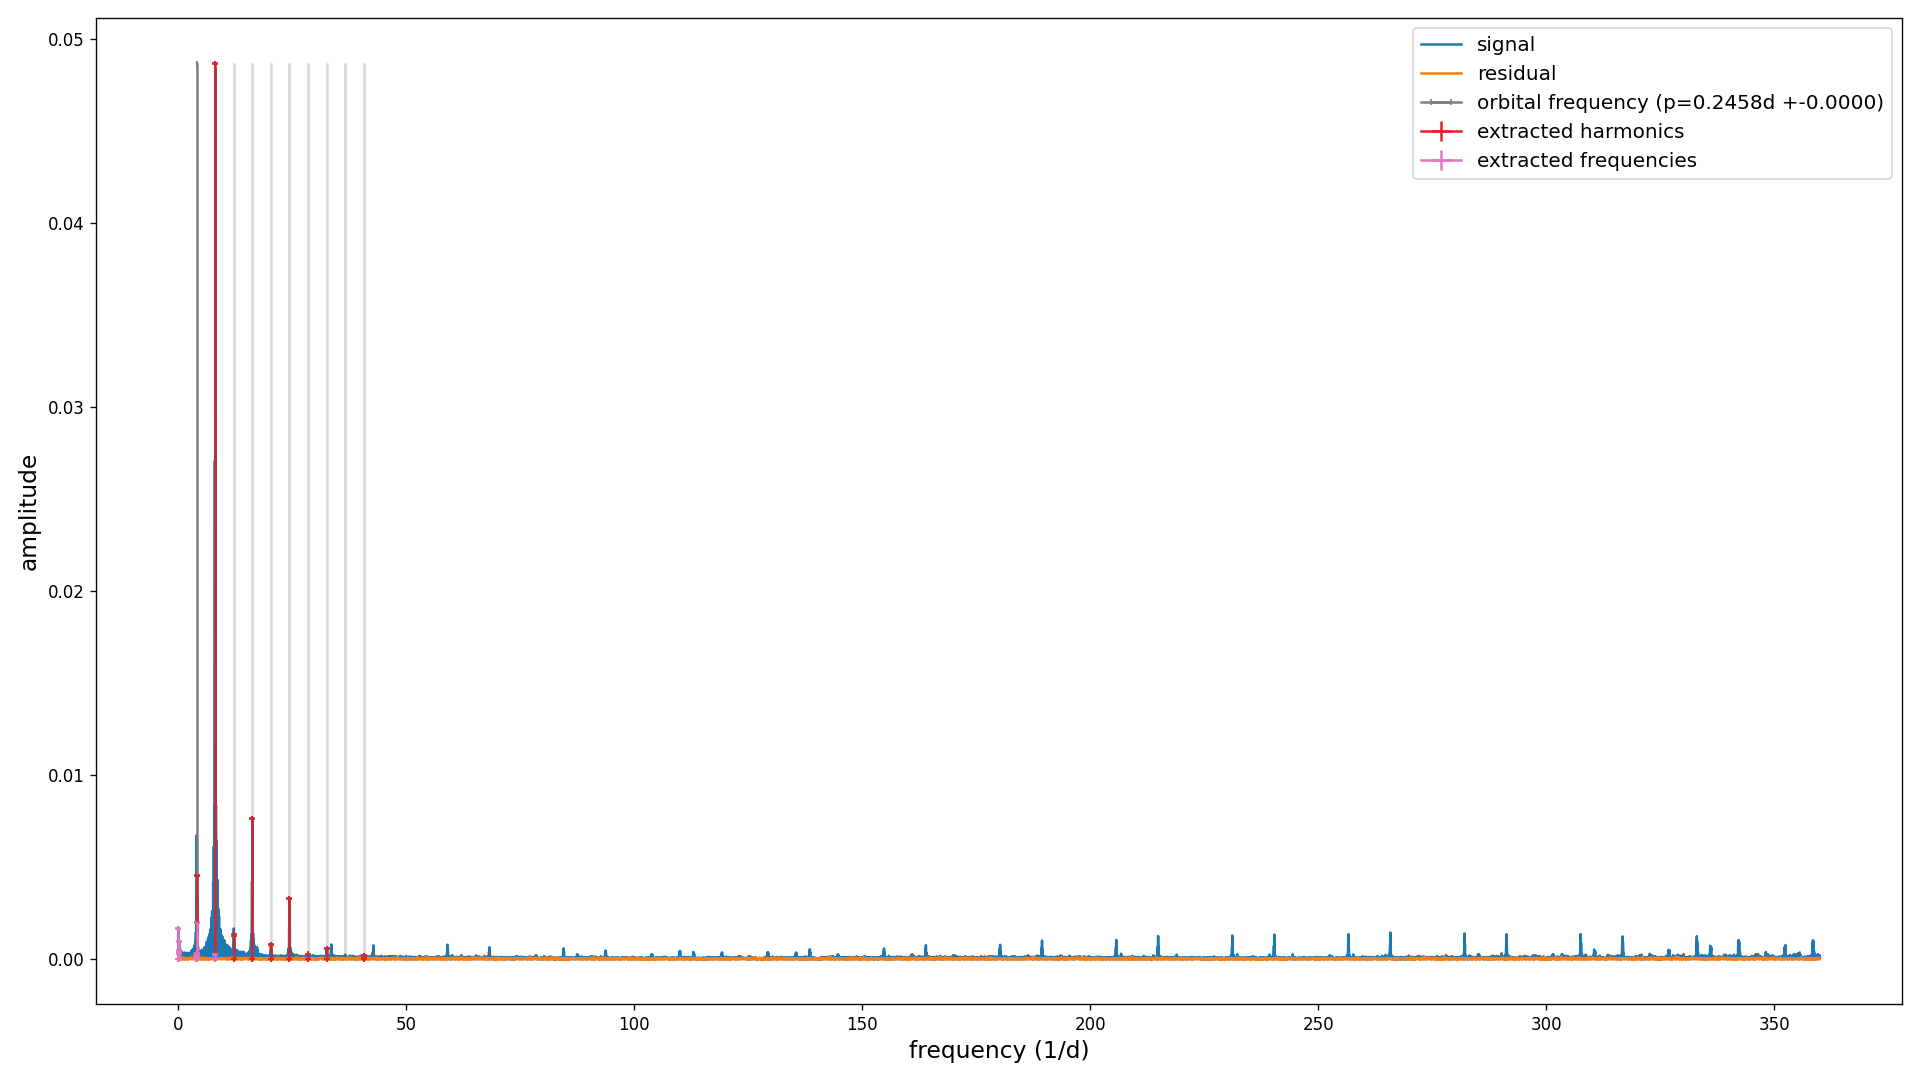 0.05
0.04
0.03
0.02
0.01
0.00
amplitude
0 50 100 150 200 250 300 350
frequency (1/d)
signal
residual
orbital frequency (p=0.2458d +-0.0000)
extracted harmonics
extracted frequencies